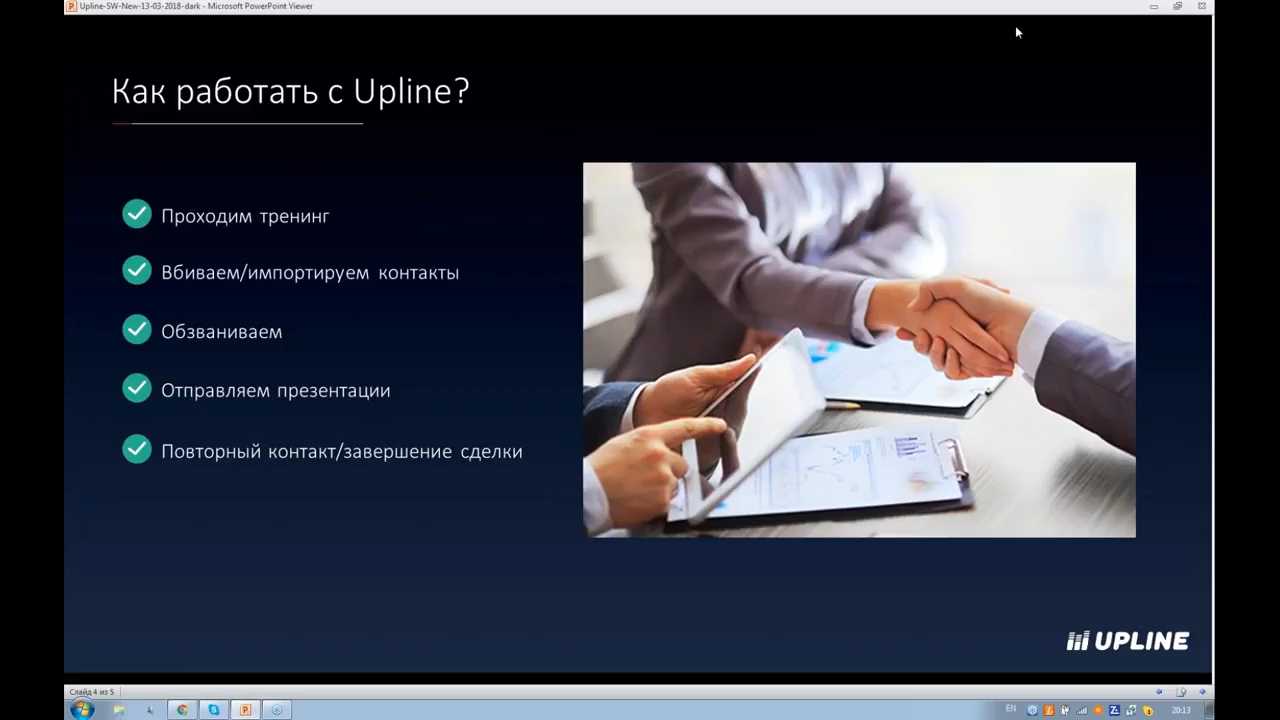 Upline-SW-New-13-03-2018-dark - Microsoft PowerPoint Viewer
Как работать с Upline?
Проходим тренинг
Вбиваем/импортируем контакты
Обзваниваем
Отправляем презентации
Повторный контакт/завершение сделки
UPLINE
Слайд 4 из 5
EN
20:13